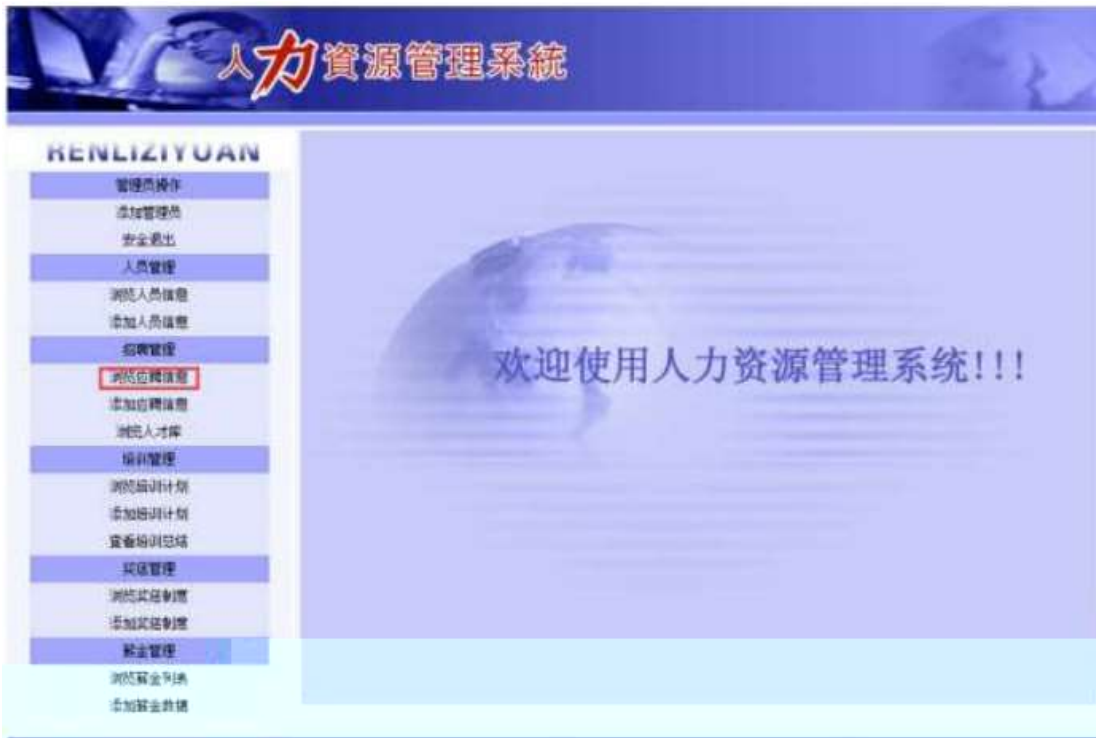 人力資源管理系統
RENLIZIYUAN
管理员操作
添加管理员
安全退出
人员管理
浏览人员信息
添加人员信息
招聘管理
浏览应聘信息
添加应聘信息
浏览人才库
培训管理
浏览培训计划
添加培训计划
查看培训总结
奖惩管理
浏览奖惩制度
添加奖惩制度
薪金管理
浏览薪金列表
添加薪金数据
欢迎使用人力资源管理系统!!!